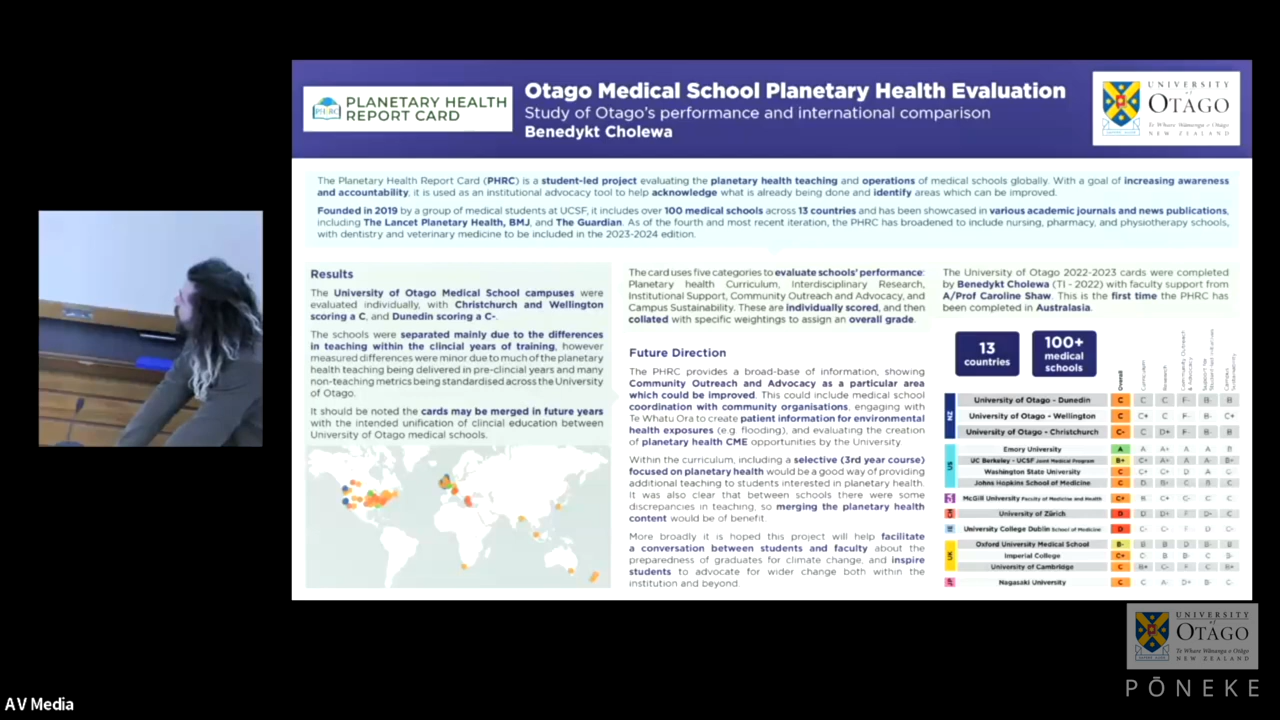 PHRC
PLANETARY HEALTH
REPORT CARD
Otago Medical School Planetary Health Evaluation
Study of Otago's performance and international comparison
Benedykt Cholewa
UNIVERSITY
of
OTAGO
Te Whare Wānanga o Otago
NEW ZEALAND
The Planetary Health Report Card (PHRC) is a student-led project evaluating the planetary health teaching and operations of medical schools globally. With a goal of increasing awareness
and accountability, it is used as an institutional advocacy tool to help acknowledge what is already being done and identify areas which can be improved.
Founded in 2019 by a group of medical students at UCSF, it includes over 100 medical schools across 13 countries and has been showcased in various academic journals and news publications,
including The Lancet Planetary Health, BMJ, and The Guardian. As of the fourth and most recent iteration, the PHRC has broadened to include nursing, pharmacy, and physiotherapy schools,
with dentistry and veterinary medicine to be included in the 2023-2024 edition.
Results
The University of Otago Medical School campuses were
evaluated individually, with Christchurch and Wellington
scoring a C, and Dunedin scoring a C-.
The schools were separated mainly due to the differences
in teaching within the clincial years of training, however
measured differences were minor due to much of the planetary
health teaching being delivered in pre-clinical years and many
non-teaching metrics being standardised across the University
of Otago.
It should be noted the cards may be merged in future years
with the intended unification of clincial education between
University of Otago medical schools.
The card uses five categories to evaluate schools' performance:
Planetary health Curriculum, Interdisciplinary Research,
Institutional Support, Community Outreach and Advocacy, and
Campus Sustainability. These are individually scored, and then
collated with specific weightings to assign an overall grade.
Future Direction
The PHRC provides a broad-base of information, showing
Community Outreach and Advocacy as a particular area
which could be improved. This could include medical school
coordination with community organisations, engaging with
Te Whatu Ora to create patient information for environmental
health exposures (e.g. flooding), and evaluating the creation
of planetary health CME opportunities by the University.
Within the curriculum, including a selective (3rd year course)
focused on planetary health would be a good way of providing
additional teaching to students interested in planetary health.
It was also clear that between schools there were some
discrepancies in teaching, so merging the planetary health
content would be of benefit.
More broadly it is hoped this project will help facilitate
a conversation between students and faculty about the
preparedness of graduates for climate change, and inspire
students to advocate for wider change both within the
institution and beyond.
The University of Otago 2022-2023 cards were completed
by Benedykt Cholewa (TI - 2022) with faculty support from
A/Prof Caroline Shaw. This is the first time the PHRC has
been completed in Australasia.
13
countries
100+
medical
schools
Overall
Curriculum
Research
Community Outreach
& Advocacy
Campus
Sustainability
NZ
University of Otago - Dunedin C C C F- B- B
University of Otago - Wellington C C+ C F- B- C+
University of Otago - Christchurch C- C D+ F- B- B
US
Emory University A A A+ A A B
UC Berkeley - UCSF Joint Medical Program B+ C+ A+ A A- B+
Washington State University C C+ C+ D A C-
Johns Hopkins School of Medicine C D B+ C B C
McGill University Faculty of Medicine and Health C+ B C+ C- C C
University of Zürich D D D+ F D- C
University College Dublin School of Medicine D C- C- F D C-
UK
Oxford University Medical School B- B B D B- B
Imperial College C+ C B B- C B-
University of Cambridge C B+ C- F C B+
Nagasaki University C C A- D+ B- C-
UNIVERSITY
of
OTAGO
Te Whare Wānanga o Otago
NEW ZEALAND
PŌNEKE
AV Media